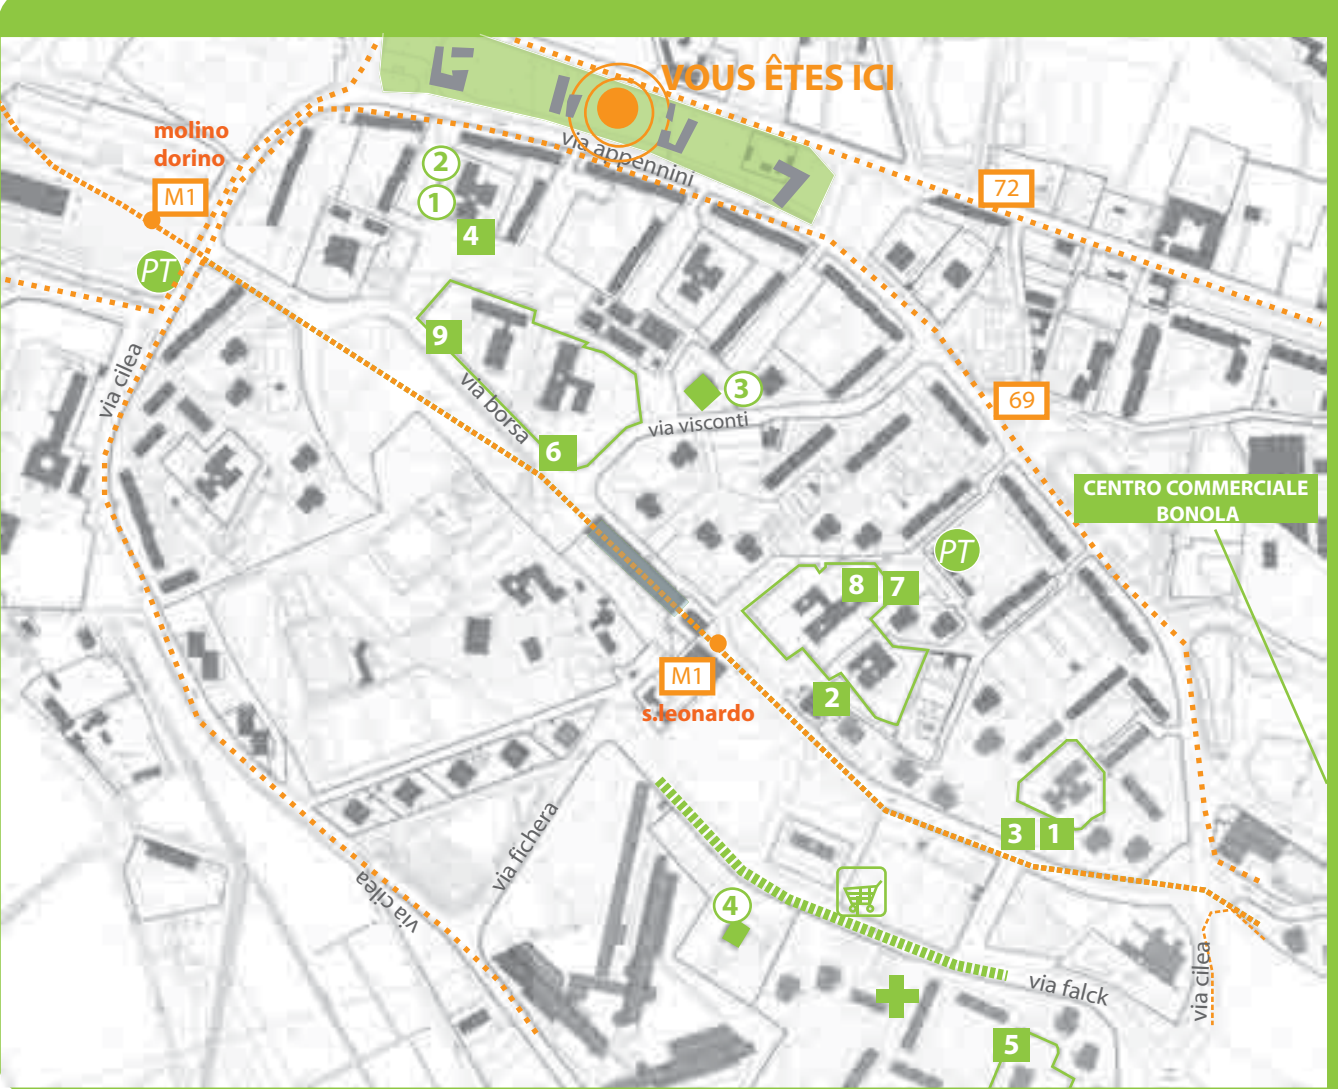 VOUS ÊTES ICI
molino
dorino
M1
via appennini
2
1
4
72
PT
9
via cilea
via borsa
3
via visconti
69
6
CENTRO COMMERCIALE
BONOLA
PT
8
7
M1
s.leonardo
2
3
1
via fichera
via cilea
4
via falck
via cilea
5